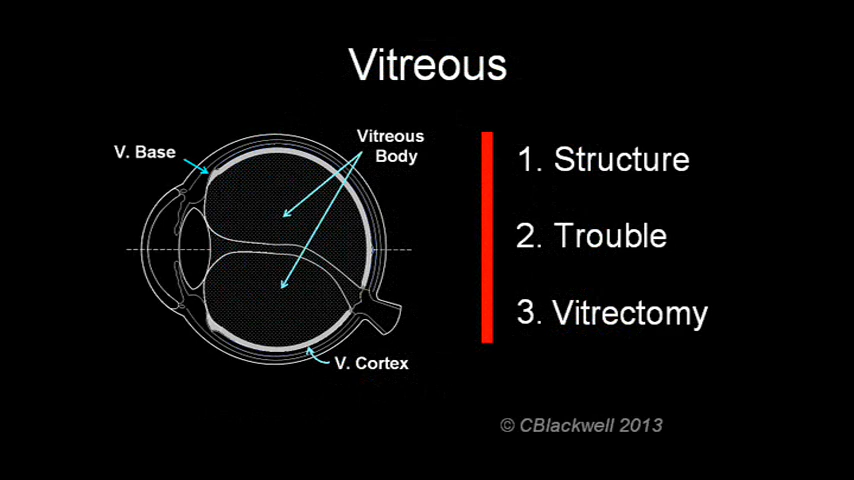 Vitreous
V. Base
Vitreous
Body
V. Cortex
1. Structure
2. Trouble
3. Vitrectomy
© CBlackwell 2013